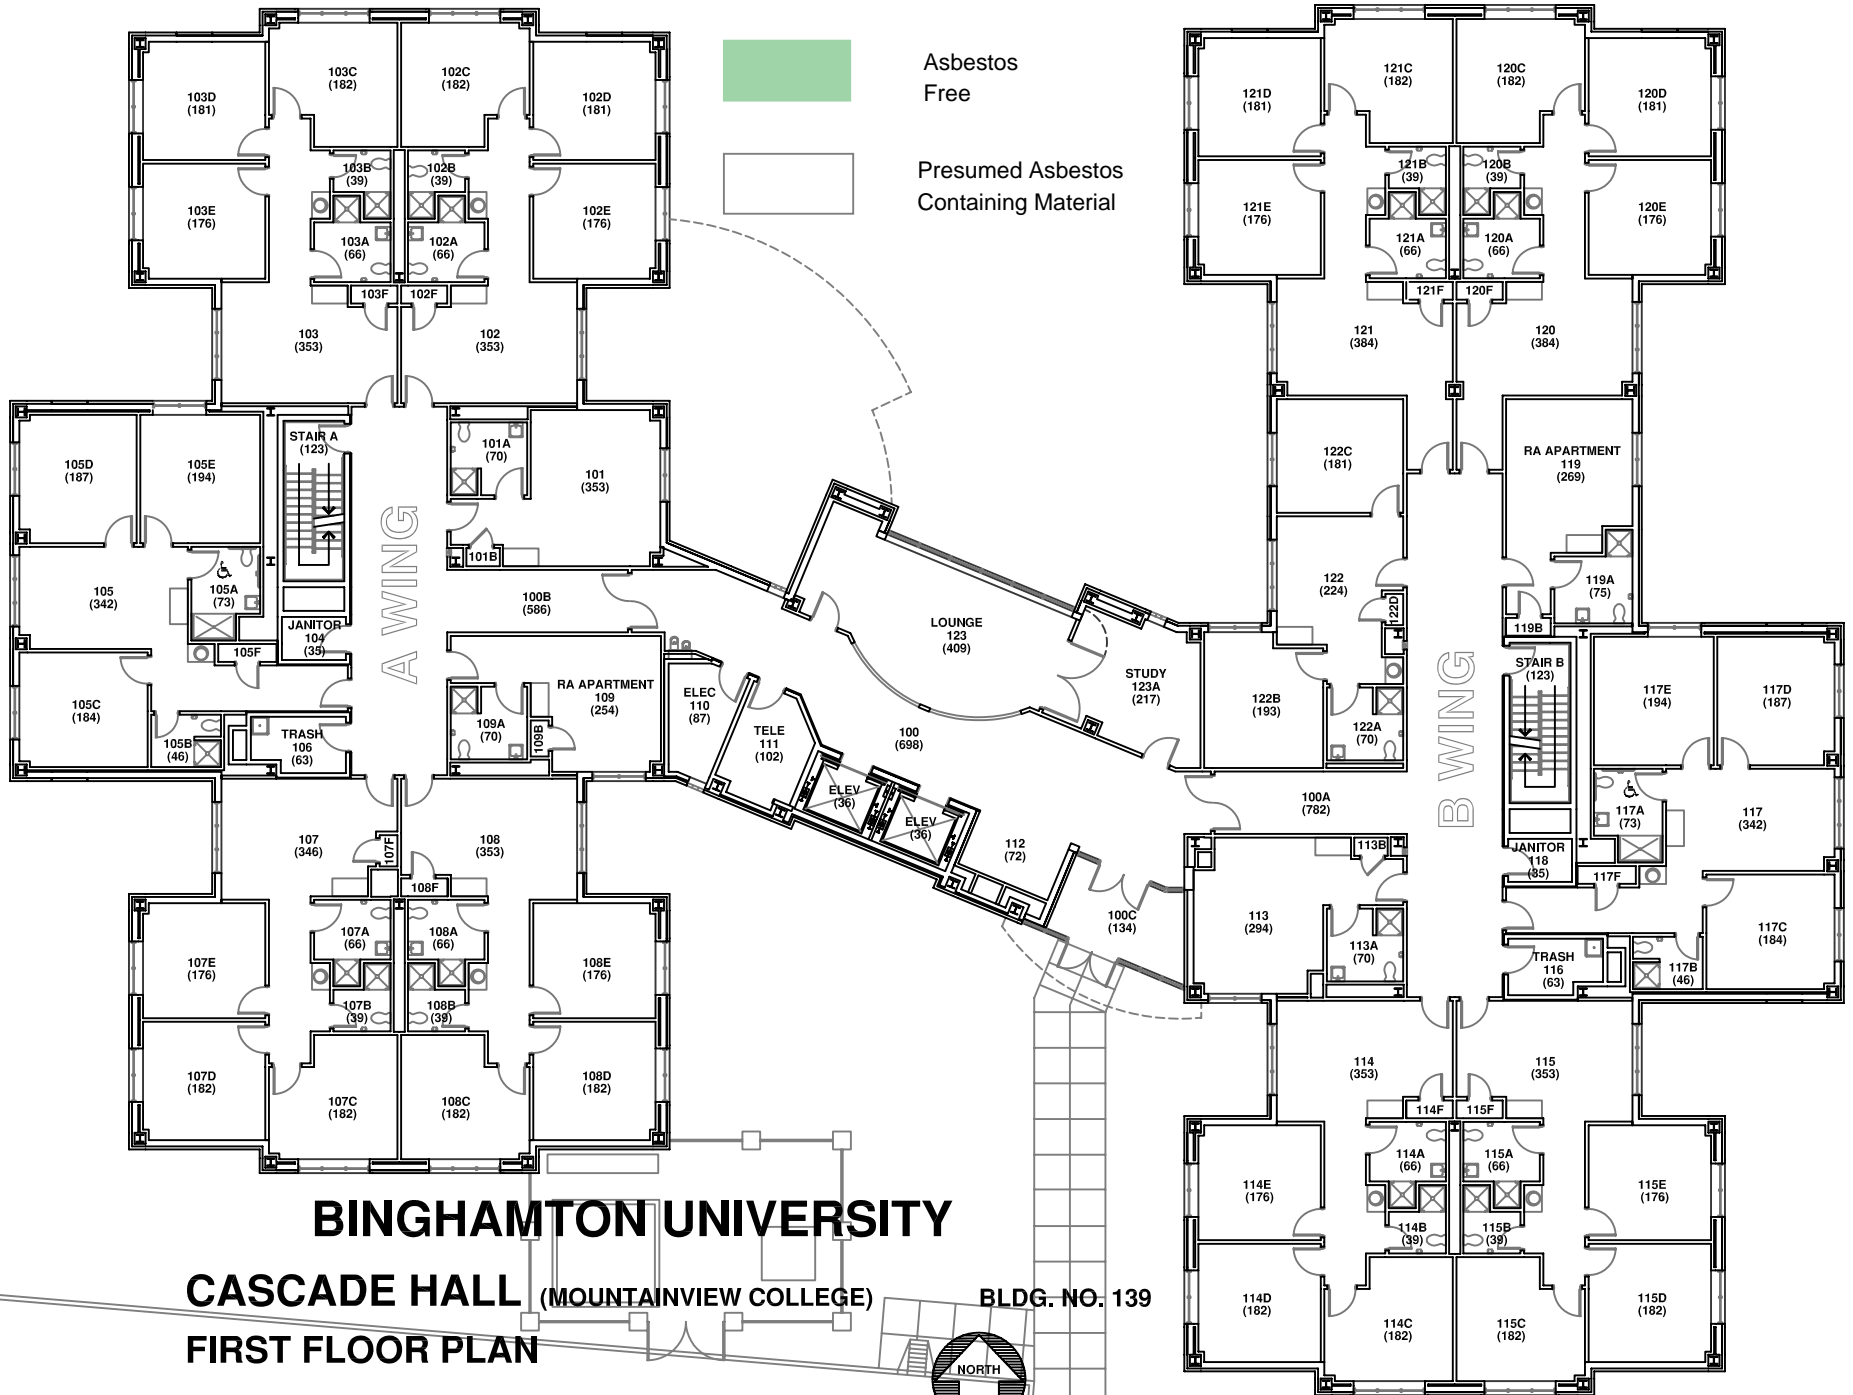 103C
(182)
102C
(182)
103D
(181)
102D
(181)
103B
(39)
102B
(39)
103E
(176)
102E
(176)
103A
(66)
102A
(66)
103F
102F
103
(353)
102
(353)
Asbestos
Free
Presumed Asbestos
Containing Material
121C
(182)
120C
(182)
121D
(181)
120D
(181)
121B
(39)
120B
(39)
121E
(176)
120E
(176)
121A
(66)
120A
(66)
121F
120F
121
(384)
120
(384)
STAIR A
(123)
105D
(187)
105E
(194)
101A
(70)
101
(353)
101B
A WING
105
(342)
105A
(73)
JANITOR
104
(35)
105F
105C
(184)
105B
(46)
TRASH
106
(63)
100B
(586)
RA APARTMENT
109
(254)
109A
(70)
109B
ELEC
110
(87)
TELE
111
(102)
LOUNGE
123
(409)
STUDY
123A
(217)
100
(698)
ELEV
(36)
ELEV
(36)
112
(72)
100C
(134)
100A
(782)
122C
(181)
122
(224)
122D
122B
(193)
122A
(70)
RA APARTMENT
119
(269)
119A
(75)
119B
B WING
STAIR B
(123)
117E
(194)
117D
(187)
117A
(73)
117
(342)
JANITOR
118
(35)
117F
117C
(184)
117B
(46)
TRASH
116
(63)
113B
113
(294)
113A
(70)
107
(346)
107F
108
(353)
108F
107A
(66)
108A
(66)
107E
(176)
108E
(176)
107B
(39)
108B
(39)
107D
(182)
108D
(182)
107C
(182)
108C
(182)
114
(353)
115
(353)
114F
115F
114A
(66)
115A
(66)
114E
(176)
115E
(176)
114B
(39)
115B
(39)
114D
(182)
115D
(182)
114C
(182)
115C
(182)
BINGHAMTON UNIVERSITY
CASCADE HALL (MOUNTAINVIEW COLLEGE) BLDG. NO. 139
FIRST FLOOR PLAN
NORTH